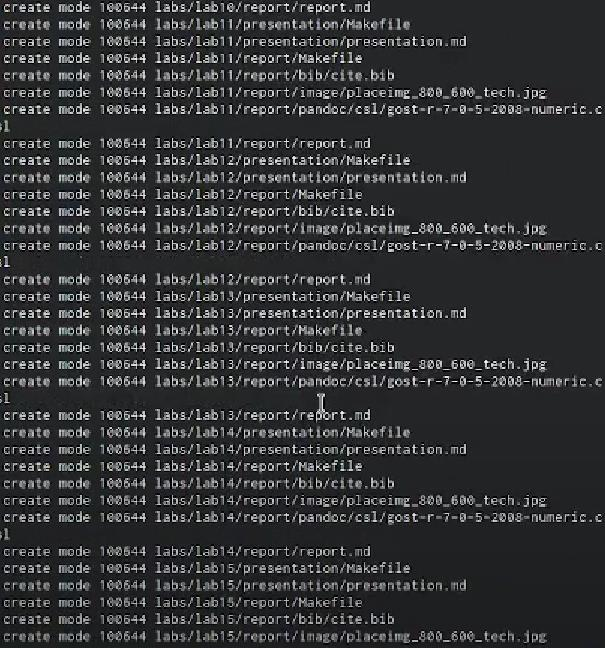 create mode 100644 labs/lab10/report/report.md
create mode 100644 labs/lab11/presentation/Makefile
create mode 100644 labs/lab11/presentation/presentation.md
create mode 100644 labs/lab11/report/Makefile
create mode 100644 labs/lab11/report/bib/cite.bib
create mode 100644 labs/lab11/report/image/placeimg_800_600_tech.jpg
create mode 100644 labs/lab11/report/pandoc/csl/gost-r-7-0-5-2008-numeric.c
sl
create mode 100644 labs/lab11/report/report.md
create mode 100644 labs/lab12/presentation/Makefile
create mode 100644 labs/lab12/presentation/presentation.md
create mode 100644 labs/lab12/report/Makefile
create mode 100644 labs/lab12/report/bib/cite.bib
create mode 100644 labs/lab12/report/image/placeimg_800_600_tech.jpg
create mode 100644 labs/lab12/report/pandoc/csl/gost-r-7-0-5-2008-numeric.c
sl
create mode 100644 labs/lab12/report/report.md
create mode 100644 labs/lab13/presentation/Makefile
create mode 100644 labs/lab13/presentation/presentation.md
create mode 100644 labs/lab13/report/Makefile
create mode 100644 labs/lab13/report/bib/cite.bib
create mode 100644 labs/lab13/report/image/placeimg_800_600_tech.jpg
create mode 100644 labs/lab13/report/pandoc/csl/gost-r-7-0-5-2008-numeric.c
sl
create mode 100644 labs/lab13/report/report.md
create mode 100644 labs/lab14/presentation/Makefile
create mode 100644 labs/lab14/presentation/presentation.md
create mode 100644 labs/lab14/report/Makefile
create mode 100644 labs/lab14/report/bib/cite.bib
create mode 100644 labs/lab14/report/image/placeimg_800_600_tech.jpg
create mode 100644 labs/lab14/report/pandoc/csl/gost-r-7-0-5-2008-numeric.c
sl
create mode 100644 labs/lab14/report/report.md
create mode 100644 labs/lab15/presentation/Makefile
create mode 100644 labs/lab15/presentation/presentation.md
create mode 100644 labs/lab15/report/Makefile
create mode 100644 labs/lab15/report/bib/cite.bib
create mode 100644 labs/lab15/report/image/placeimg_800_600_tech.jpg